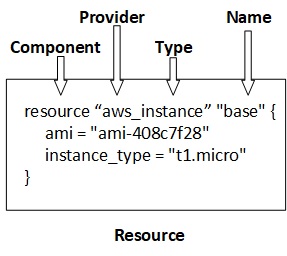 Provider
Component Type Name
resource “aws_instance” "base" {
ami = "ami-408c7f28"
instance_type = "t1.micro"
}
Resource